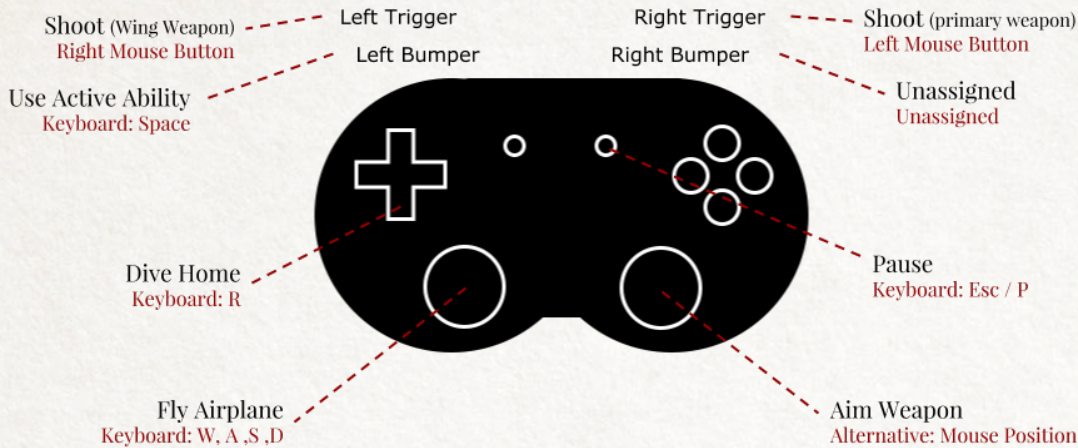 Shoot (Wing Weapon)
Right Mouse Button
Left Trigger
Right Trigger
Shoot (primary weapon)
Left Mouse Button
Left Bumper
Right Bumper
Use Active Ability
Keyboard: Space
Unassigned
Unassigned
Dive Home
Keyboard: R
Pause
Keyboard: Esc / P
Fly Airplane
Keyboard: W, A ,S ,D
Aim Weapon
Alternative: Mouse Position